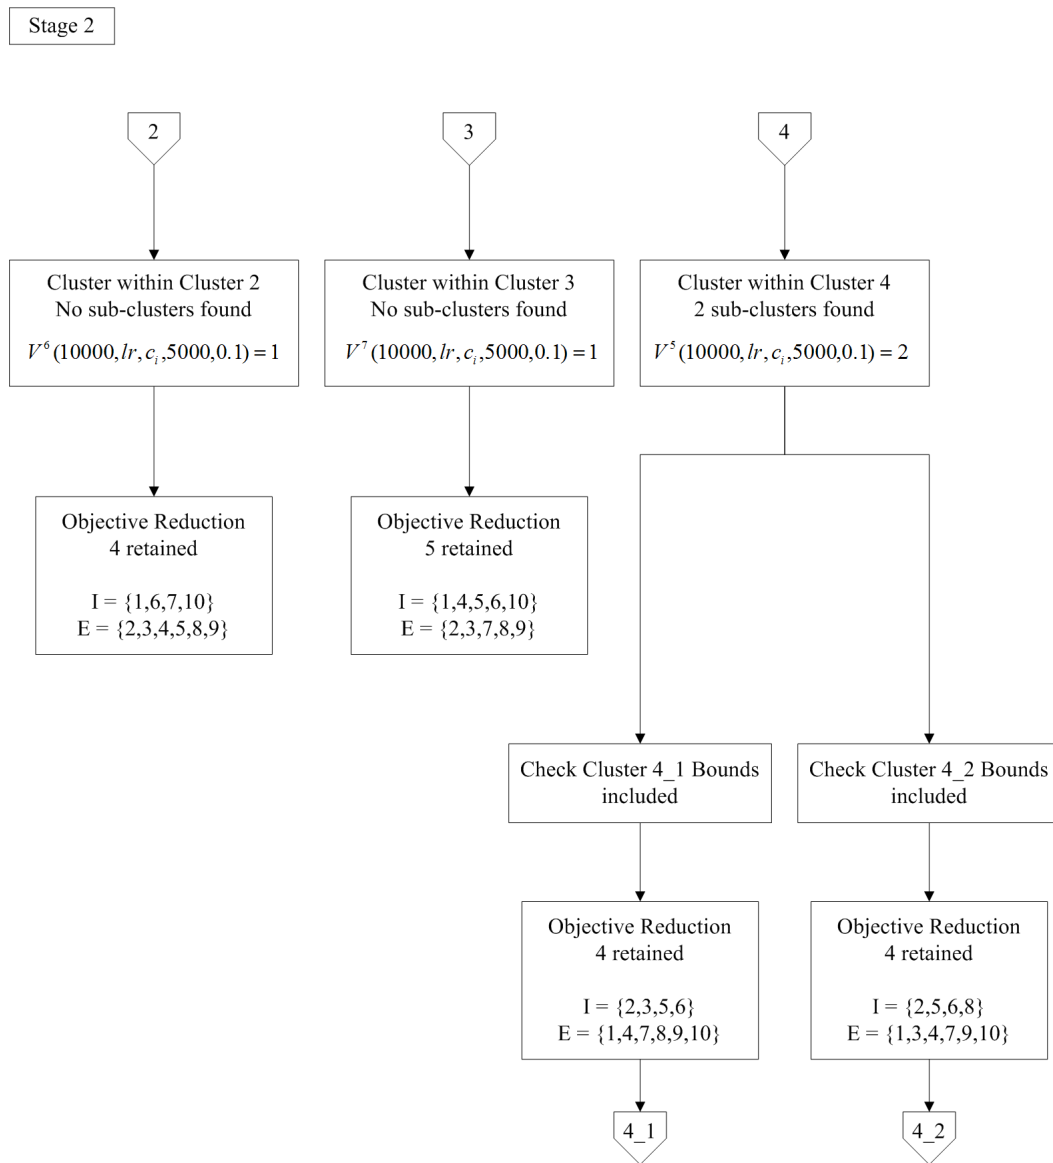 Stage 2
2
3
4
Cluster within Cluster 2
No sub-clusters found
V⁶(10000,lr,cᵢ,5000,0.1) = 1
Cluster within Cluster 3
No sub-clusters found
V⁷(10000,lr,cᵢ,5000,0.1) = 1
Cluster within Cluster 4
2 sub-clusters found
V⁵(10000,lr,cᵢ,5000,0.1) = 2
Objective Reduction
4 retained
I = {1,6,7,10}
E = {2,3,4,5,8,9}
Objective Reduction
5 retained
I = {1,4,5,6,10}
E = {2,3,7,8,9}
Check Cluster 4_1 Bounds
included
Check Cluster 4_2 Bounds
included
Objective Reduction
4 retained
I = {2,3,5,6}
E = {1,4,7,8,9,10}
Objective Reduction
4 retained
I = {2,5,6,8}
E = {1,3,4,7,9,10}
4_1
4_2